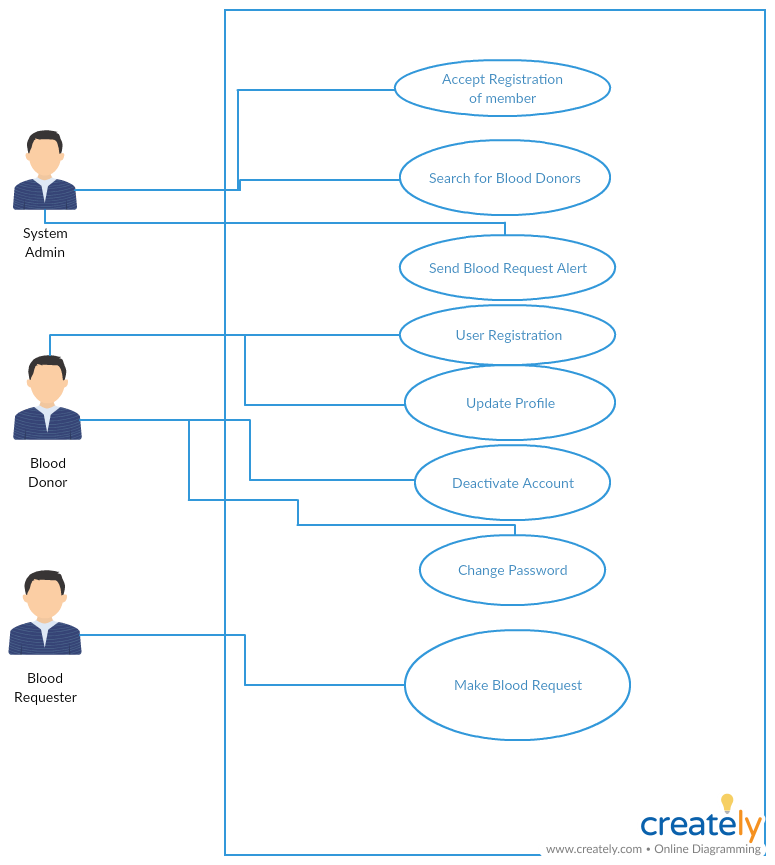 Accept Registration
of member
Search for Blood Donors
System
Admin
Send Blood Request Alert
User Registration
Update Profile
Blood
Donor
Deactivate Account
Change Password
Blood
Requester
Make Blood Request
creately
www.creately.com • Online Diagramming